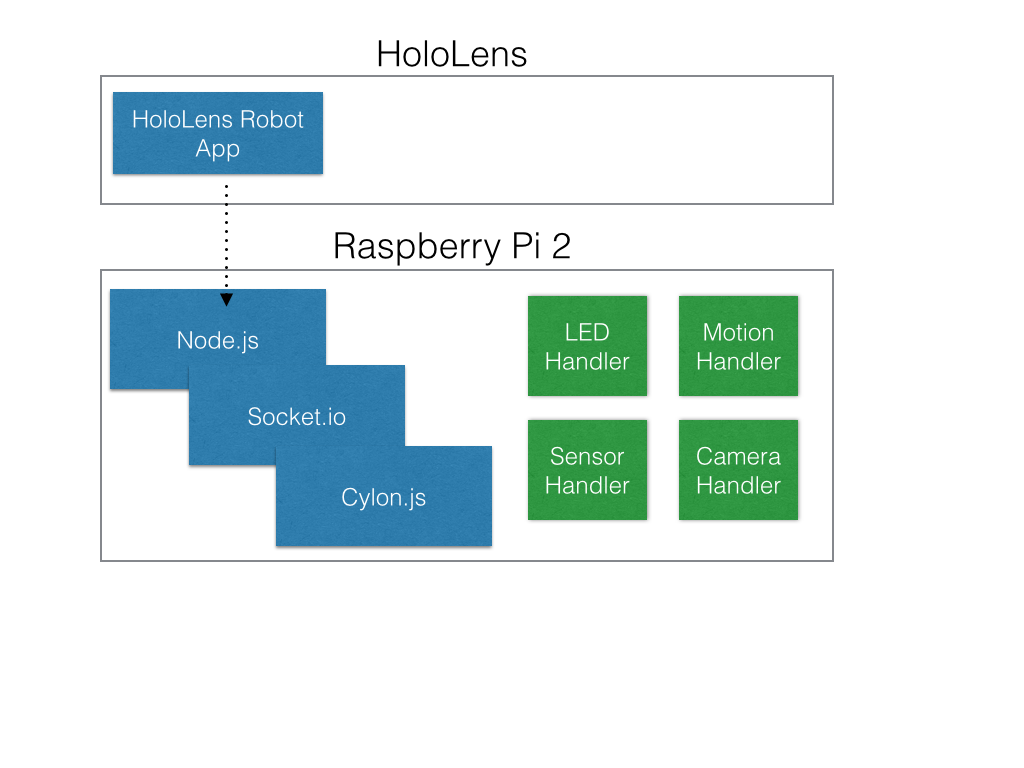 HoloLens
HoloLens Robot
App
Raspberry Pi 2
Node.js
Socket.io
Cylon.js
LED
Handler
Motion
Handler
Sensor
Handler
Camera
Handler